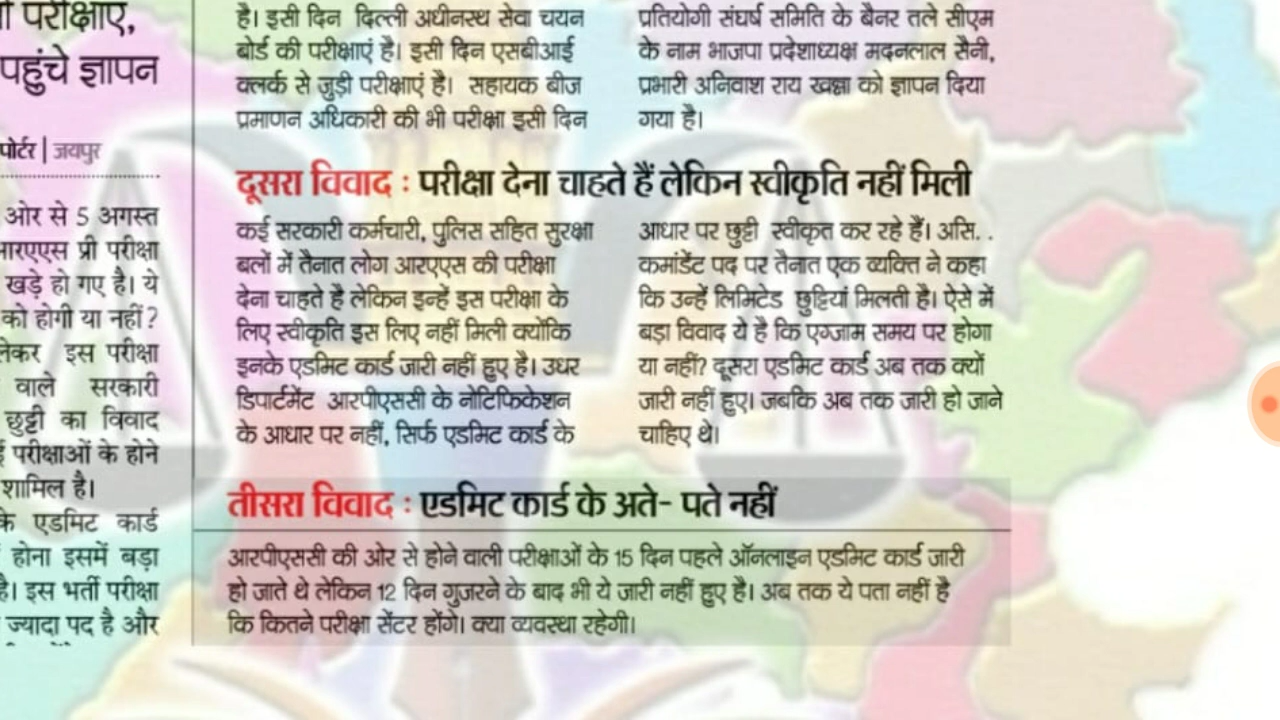 परीक्षाएं,
पहुंचे ज्ञापन
जयपुर
ओर से 5 अगस्त
प्री परीक्षा
खड़े हो गए है। ये
को होगी या नहीं?
इस परीक्षा
वाले सरकारी
छुट्टी का विवाद
परीक्षाओं के होने
शामिल है।
एडमिट कार्ड
होना इसमें बड़ा
है। इस भर्ती परीक्षा
ज्यादा पद है और
है। इसी दिन दिल्ली अधीनस्थ सेवा चयन
बोर्ड की परीक्षाएं है। इसी दिन एसबीआई
क्लर्क से जुड़ी परीक्षाएं है। सहायक बीज
प्रमाणन अधिकारी की भी परीक्षा इसी दिन
प्रतियोगी संघर्ष समिति के बैनर तले सीएम
के नाम भाजपा प्रदेशाध्यक्ष मदनलाल सैनी,
प्रभारी अनिवाश राय खन्ना को ज्ञापन दिया
गया है।
दूसरा विवाद : परीक्षा देना चाहते हैं लेकिन स्वीकृति नहीं मिली
कई सरकारी कर्मचारी, पुलिस सहित सुरक्षा
बलों में तैनात लोग आरएएस की परीक्षा
देना चाहते है लेकिन इन्हें इस परीक्षा के
लिए स्वीकृति इस लिए नहीं मिली क्योंकि
इनके एडमिट कार्ड जारी नहीं हुए है। उधर
डिपार्टमेंट आरपीएससी के नोटिफिकेशन
के आधार पर नहीं, सिर्फ एडमिट कार्ड के
आधार पर छुट्टी स्वीकृत कर रहे हैं। असि. .
कमांडेंट पद पर तैनात एक व्यक्ति ने कहा
कि उन्हें लिमिटेड छुट्टियां मिलती है। ऐसे में
बड़ा विवाद ये है कि एग्जाम समय पर होगा
या नहीं? दूसरा एडमिट कार्ड अब तक क्यों
जारी नहीं हुए। जबकि अब तक जारी हो जाने
चाहिए थे।
तीसरा विवाद : एडमिट कार्ड के अते- पते नहीं
आरपीएससी की ओर से होने वाली परीक्षाओं के 15 दिन पहले ऑनलाइन एडमिट कार्ड जारी
हो जाते थे लेकिन 12 दिन गुजरने के बाद भी ये जारी नहीं हुए है। अब तक ये पता नहीं है
कि कितने परीक्षा सेंटर होंगे। क्या व्यवस्था रहेगी।